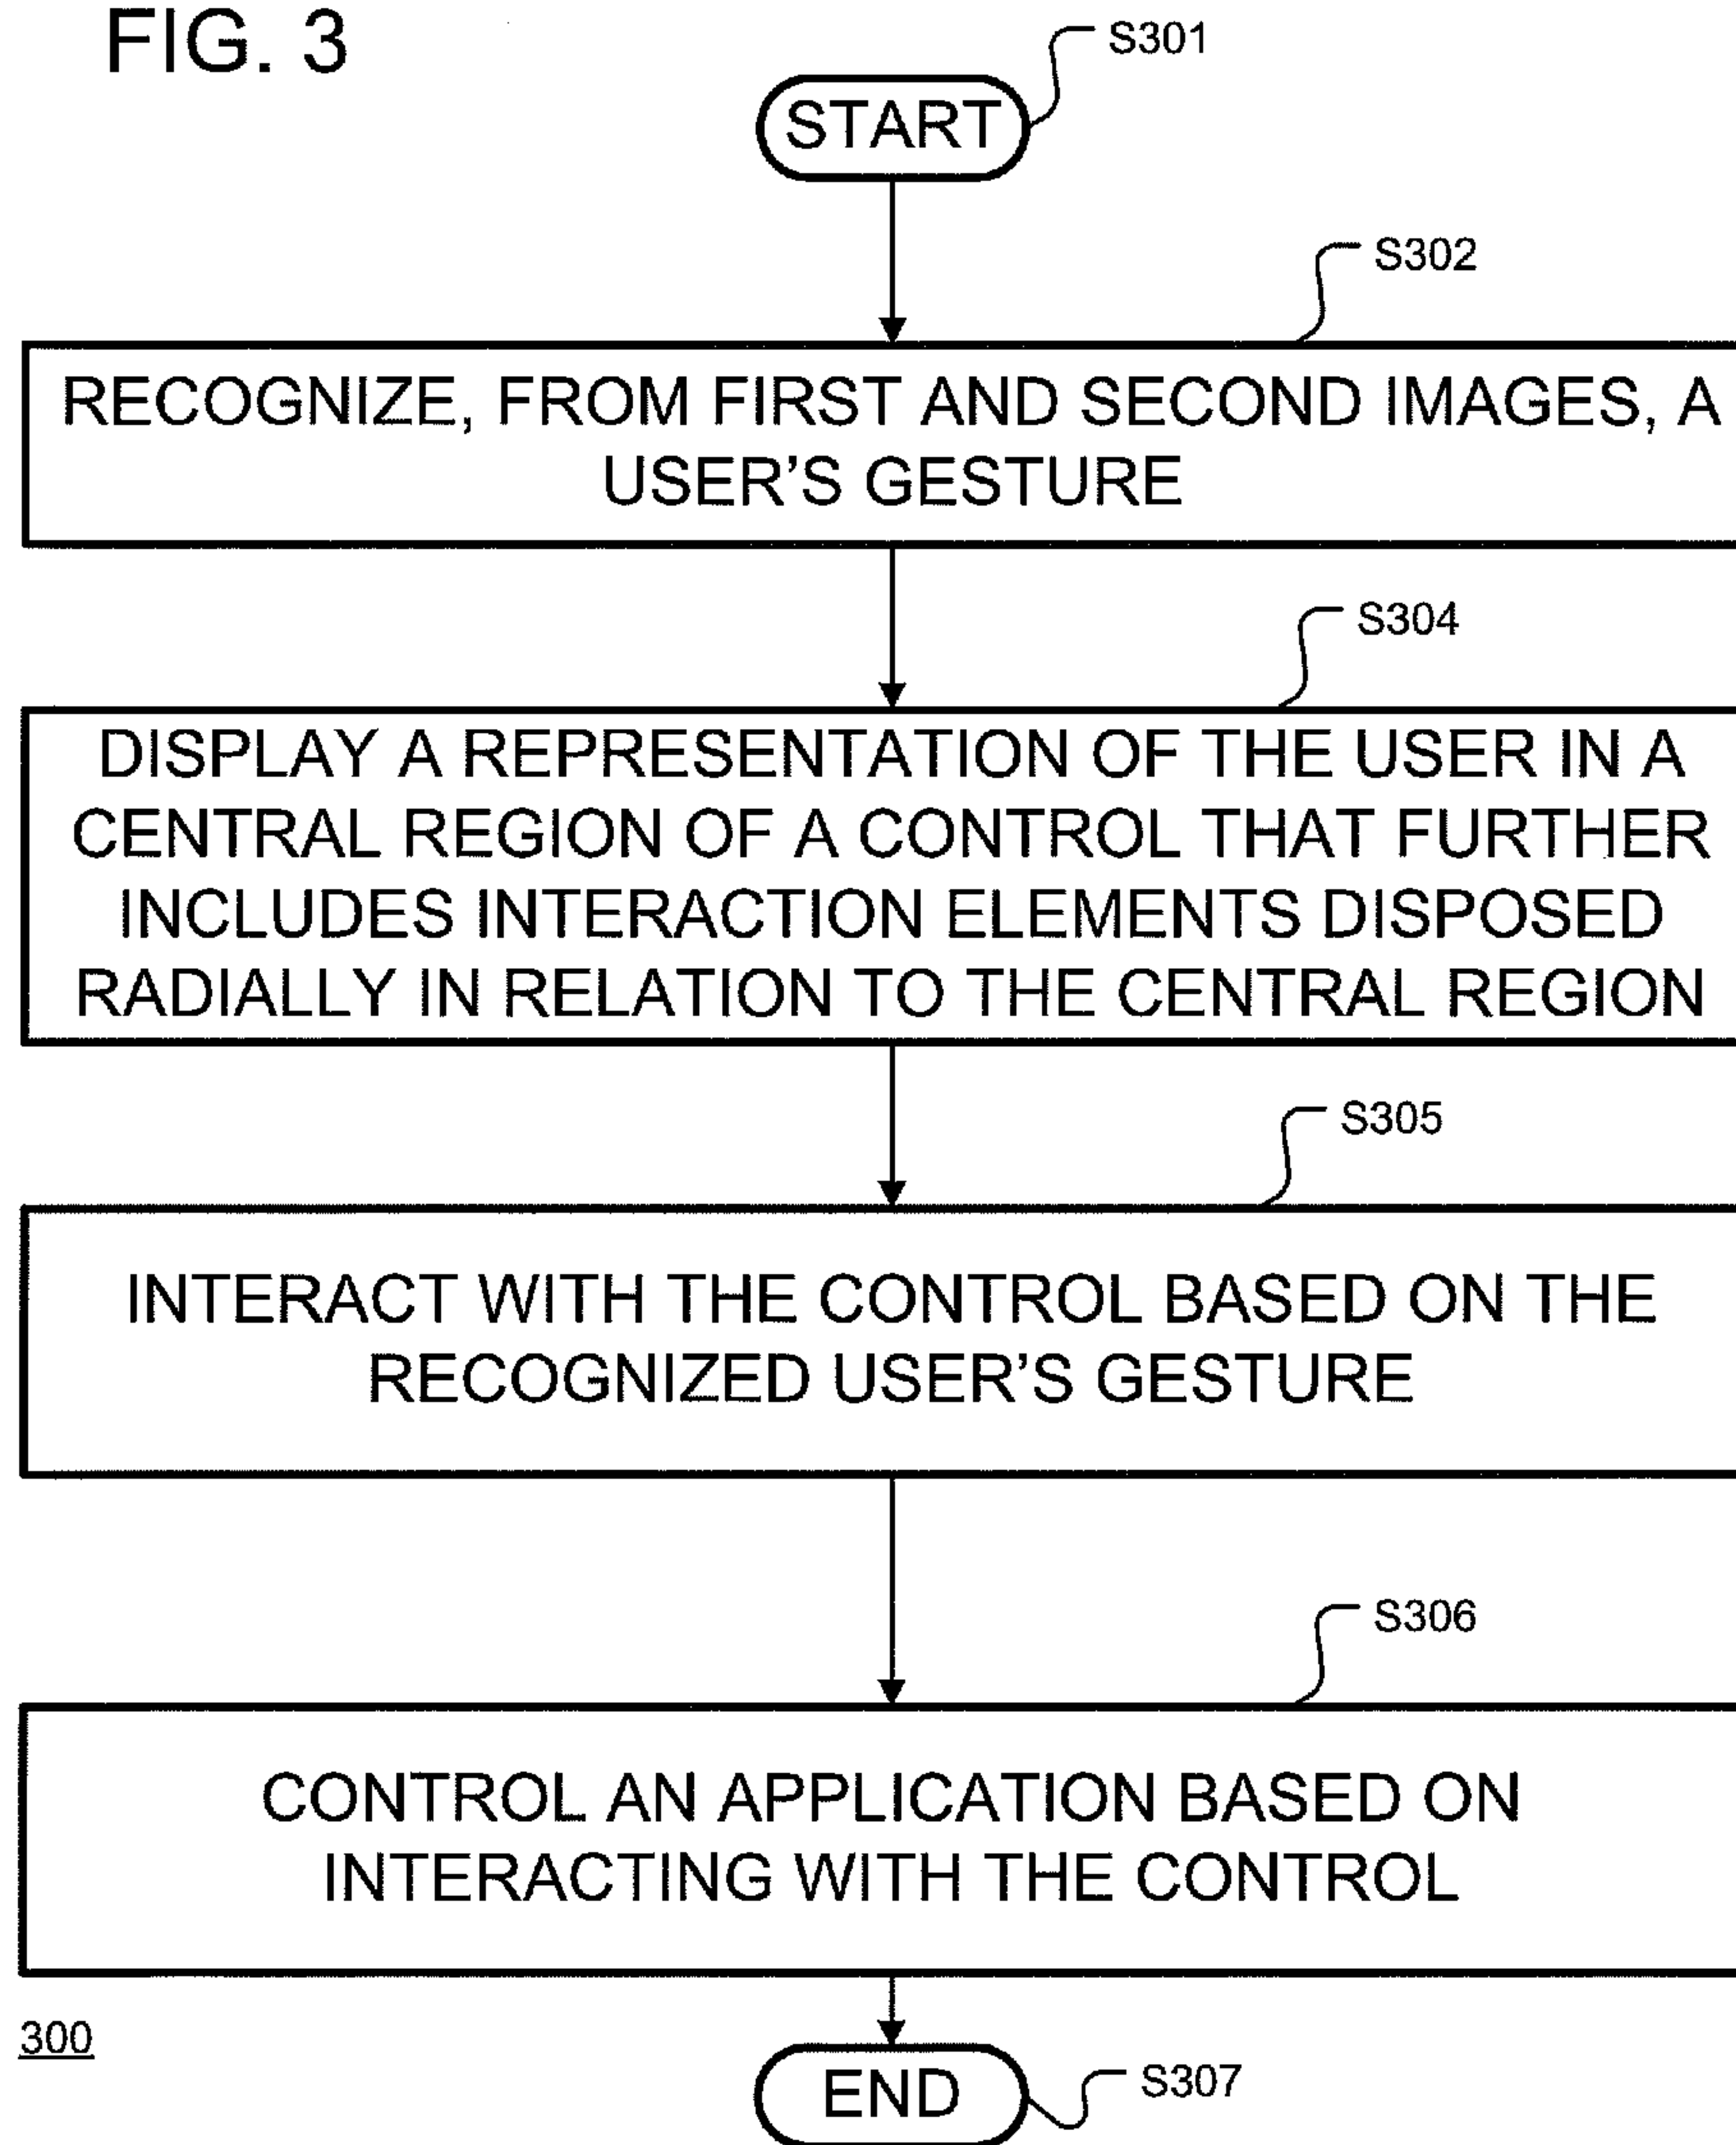 FIG. 3
S301
START
S302
RECOGNIZE, FROM FIRST AND SECOND IMAGES, A
USER'S GESTURE
S304
DISPLAY A REPRESENTATION OF THE USER IN A
CENTRAL REGION OF A CONTROL THAT FURTHER
INCLUDES INTERACTION ELEMENTS DISPOSED
RADIALLY IN RELATION TO THE CENTRAL REGION
S305
INTERACT WITH THE CONTROL BASED ON THE
RECOGNIZED USER'S GESTURE
S306
CONTROL AN APPLICATION BASED ON
INTERACTING WITH THE CONTROL
300
END
S307